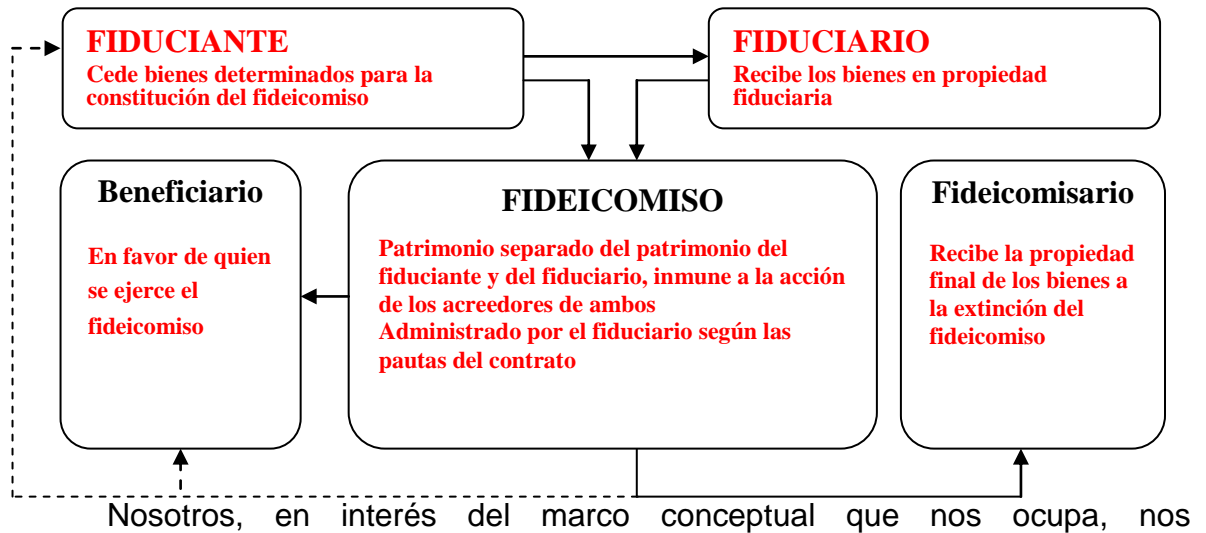 FIDUCIANTE
Cede bienes determinados para la
constitución del fideicomiso
FIDUCIARIO
Recibe los bienes en propiedad
fiduciaria
Beneficiario
En favor de quien
se ejerce el
fideicomiso
FIDEICOMISO
Patrimonio separado del patrimonio del
fiduciante y del fiduciario, inmune a la acción
de los acreedores de ambos
Administrado por el fiduciario según las
pautas del contrato
Fideicomisario
Recibe la propiedad
final de los bienes a
la extinción del
fideicomiso
Nosotros, en interés del marco conceptual que nos ocupa, nos